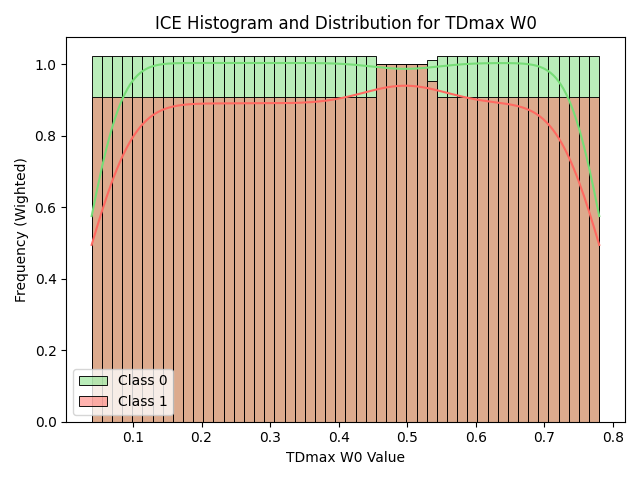 ICE Histogram and Distribution for TDmax W0
Frequency (Wighted)
1.0
0.8
0.6
0.4
0.2
0.0
Class 0
Class 1
0.1 0.2 0.3 0.4 0.5 0.6 0.7 0.8
TDmax W0 Value